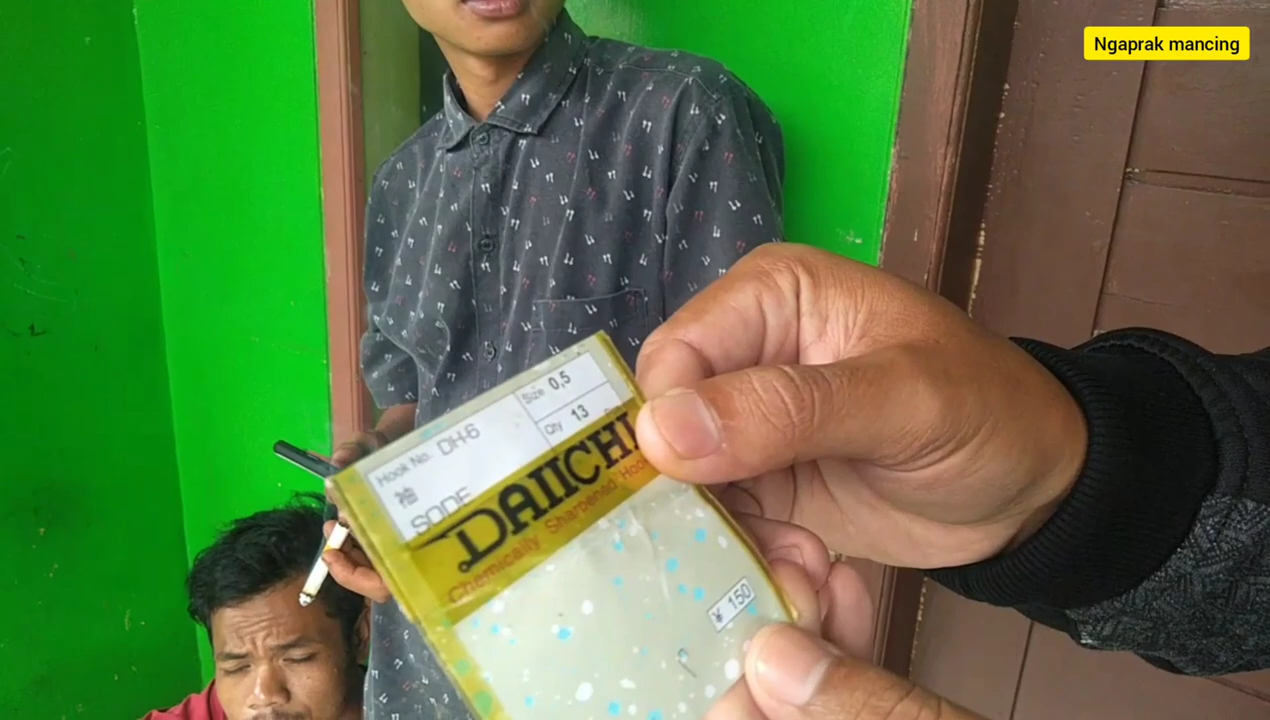 Ngaprak mancing
Size 0,5
Qty 13
Hook No. DH-6
袖
SODE
DAIICHI
Chemically Sharpened Hook
¥ 150